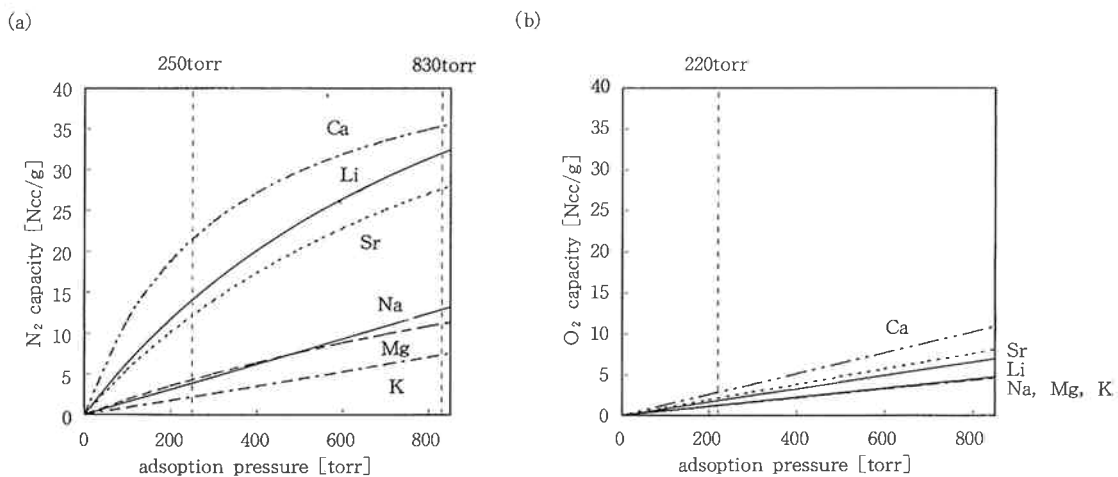 (a)
250torr
830torr
N₂ capacity [Ncc/g]
40
35
30
25
20
15
10
5
0
Ca
Li
Sr
Na
Mg
K
0
200
400
600
800
adsoption pressure [torr]
(b)
220torr
O₂ capacity [Ncc/g]
40
35
30
25
20
15
10
5
0
Ca
Sr
Li
Na, Mg, K
0
200
400
600
800
adsoption pressure [torr]